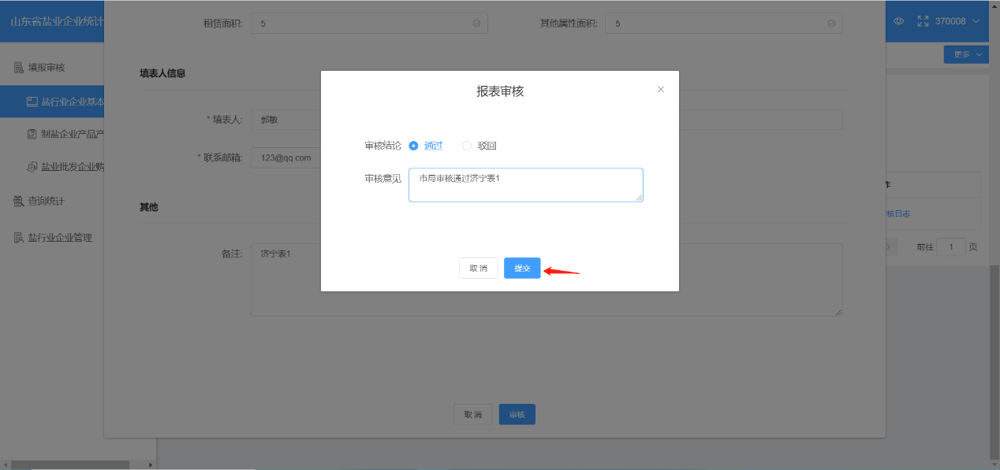 山东省盐业企业统计
370008
更多
填报审核
盐行业企业基本
制盐企业产品产
盐业批发企业购
查询统计
盐行业企业管理
租赁面积: 5
其他属性面积: 5
填表人信息
* 填表人: 郭敏
* 联系邮箱: 123@qq.com
其他
备注: 济宁表1
取 消
审核
报表审核
审核结论 通过 驳回
审核意见 市局审核通过济宁表1
取 消
提交
作
核日志
前往 1 页